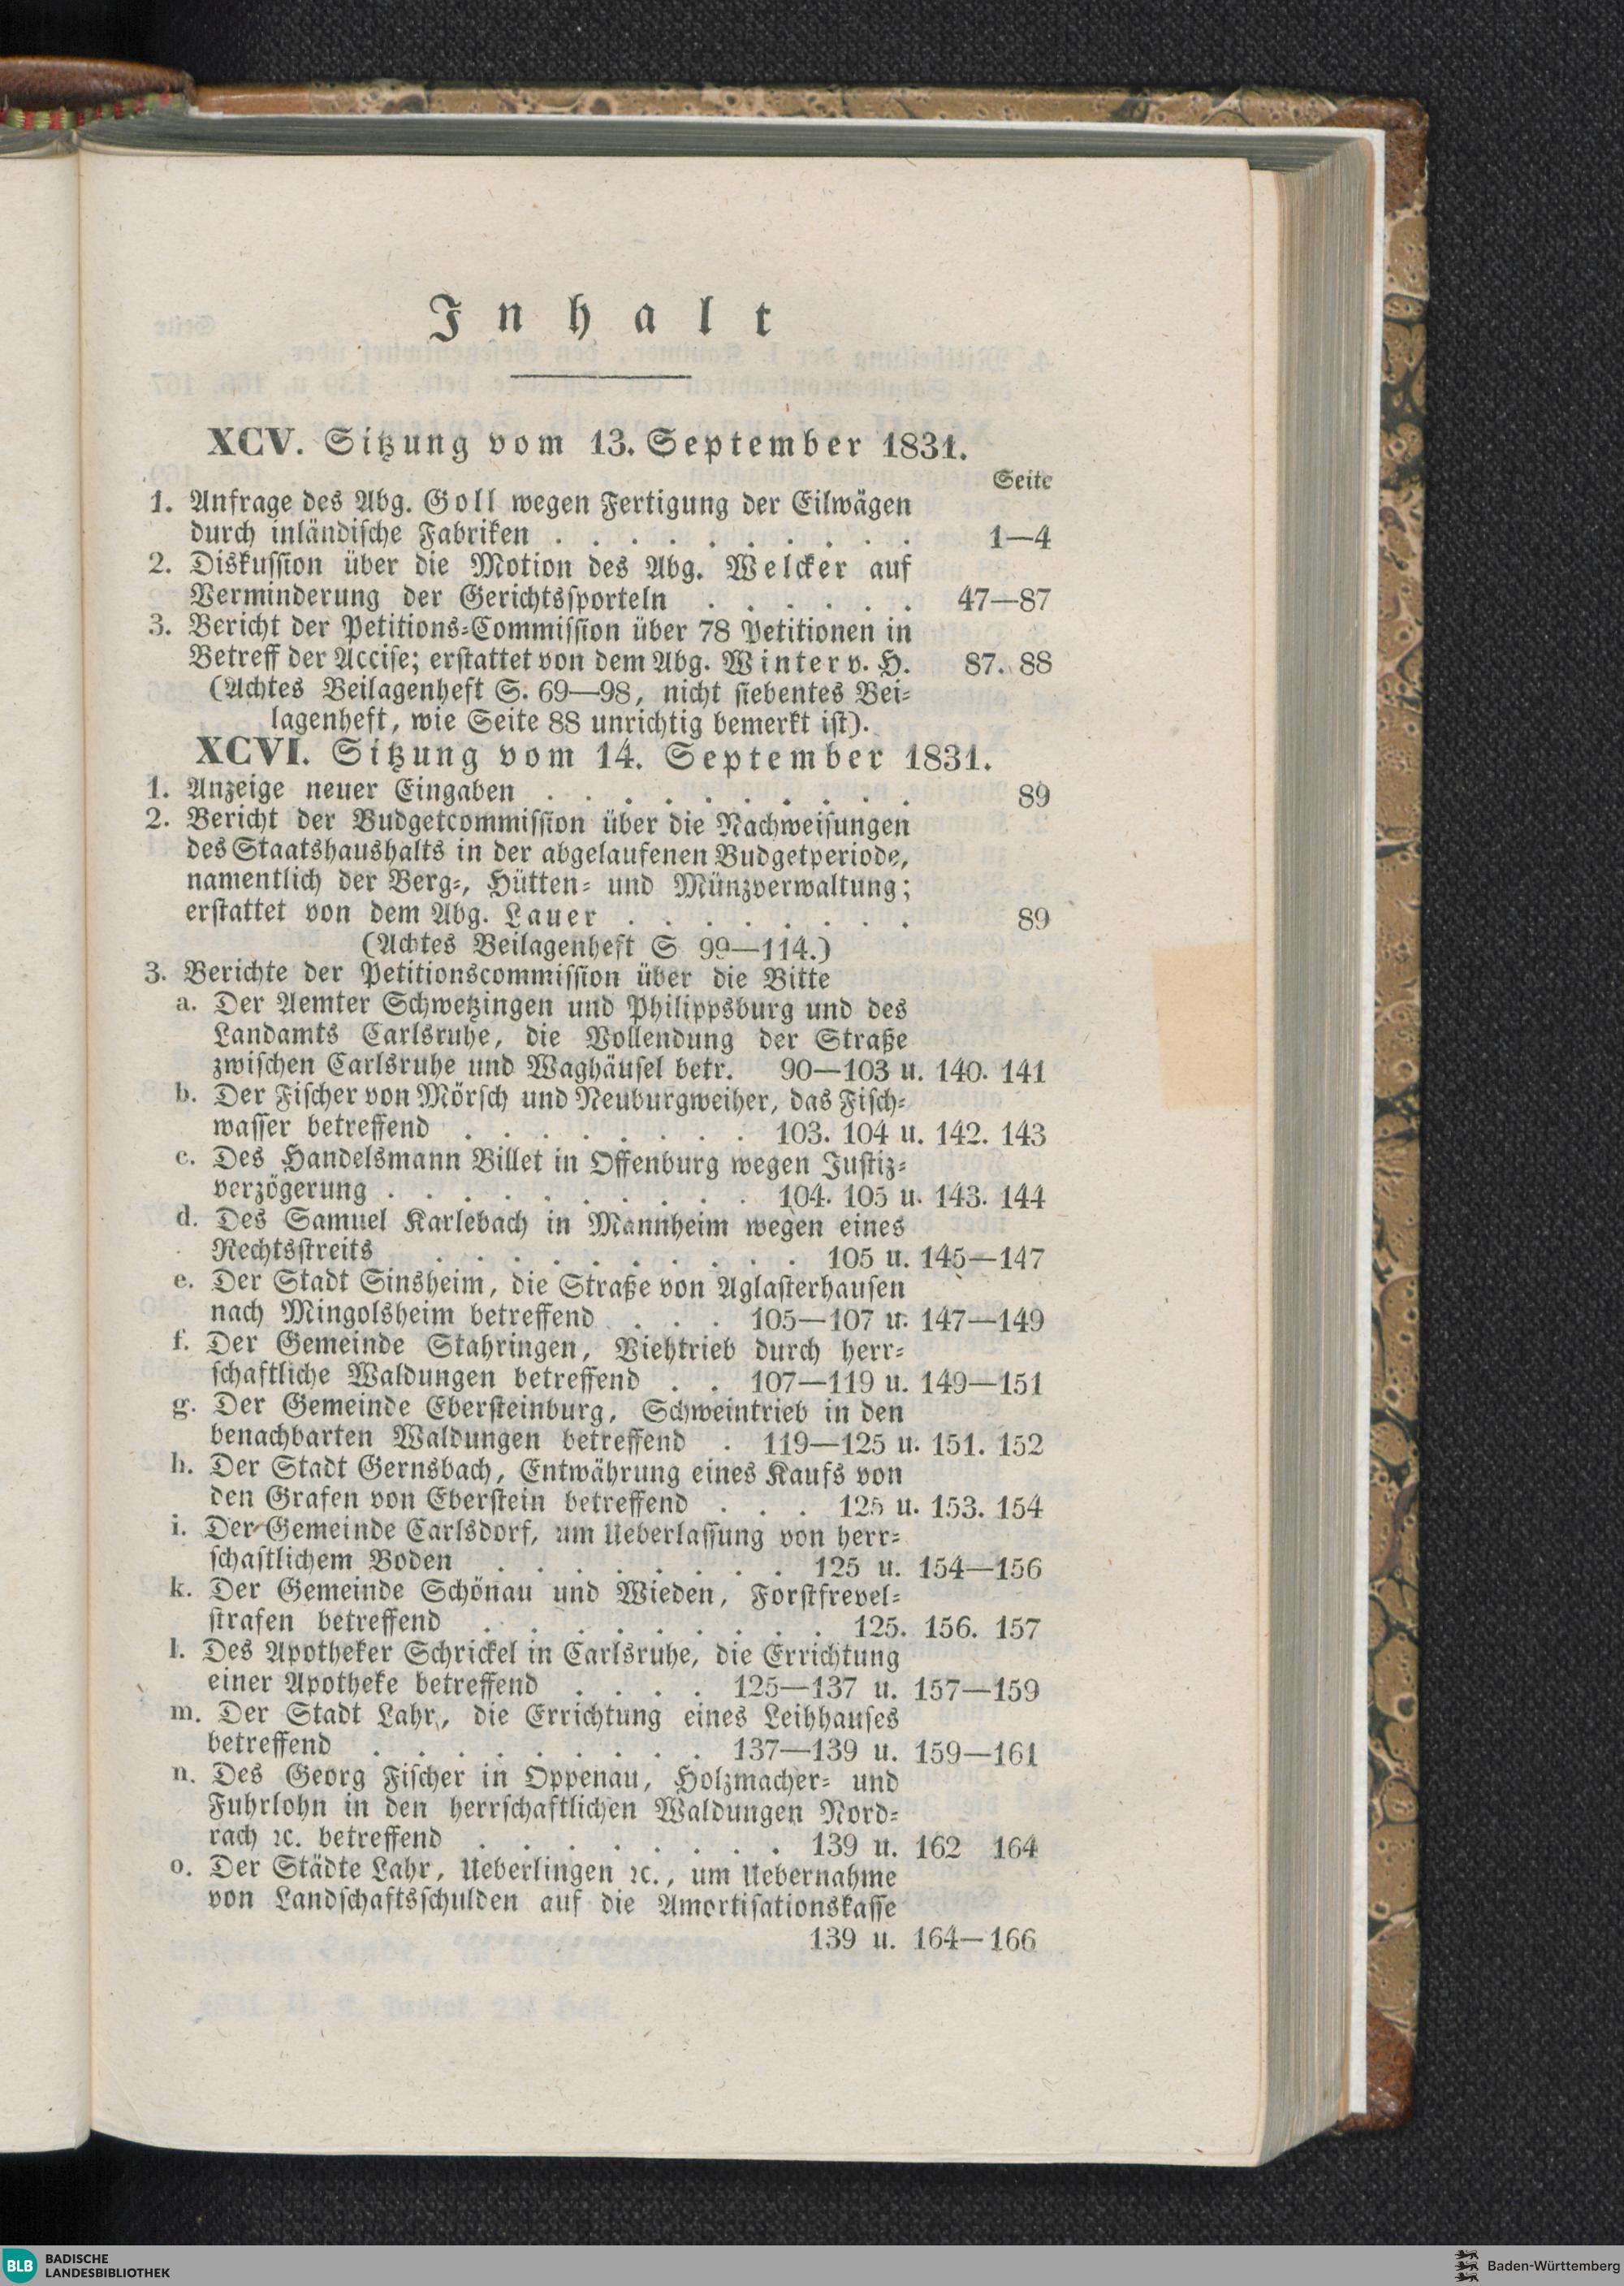 Inhalt
XCV. Sitzung vom 13. September 1831.
Seite
1. Anfrage des Abg. Goll wegen Fertigung der Eilwägen
durch inländische Fabriken . . . . . . . . . . 1—4
2. Diskussion über die Motion des Abg. Welcker auf
Verminderung der Gerichtssporteln . . . . . . 47—87
3. Bericht der Petitions-Commission über 78 Petitionen in
Betreff der Accise; erstattet von dem Abg. Winter v. H. 87. 88
(Achtes Beilagenheft S. 69—98, nicht siebentes Bei-
lagenheft, wie Seite 88 unrichtig bemerkt ist).
XCVI. Sitzung vom 14. September 1831.
1. Anzeige neuer Eingaben . . . . . . . . . . 89
2. Bericht der Budgetcommission über die Nachweisungen
des Staatshaushalts in der abgelaufenen Budgetperiode,
namentlich der Berg-, Hütten- und Münzverwaltung;
erstattet von dem Abg. Lauer . . . . . . . . 89
(Achtes Beilagenheft S 99—114.)
3. Berichte der Petitionscommission über die Bitte
a. Der Aemter Schwetzingen und Philippsburg und des
Landamts Carlsruhe, die Vollendung der Straße
zwischen Carlsruhe und Waghäusel betr. 90—103 u. 140. 141
b. Der Fischer von Mörsch und Neuburgweiher, das Fisch-
wasser betreffend . . . . . . . . 103. 104 u. 142. 143
c. Des Handelsmann Billet in Offenburg wegen Justiz-
verzögerung . . . . . . . . . . 104. 105 u. 143. 144
d. Des Samuel Karlebach in Mannheim wegen eines
Rechtsstreits . . . . . . . . . . 105 u. 145—147
e. Der Stadt Sinsheim, die Straße von Aglasterhausen
nach Mingolsheim betreffend . . . 105—107 u. 147—149
f. Der Gemeinde Stahringen, Viehtrieb durch herr-
schaftliche Waldungen betreffend . . 107—119 u. 149—151
g. Der Gemeinde Ebersteinburg, Schweintrieb in den
benachbarten Waldungen betreffend . 119—125 u. 151. 152
h. Der Stadt Gernsbach, Entwährung eines Kaufs von
den Grafen von Eberstein betreffend . . . 125 u. 153. 154
i. Der Gemeinde Carlsdorf, um Ueberlassung von herr-
schaftlichem Boden . . . . . . . . 125 u. 154—156
k. Der Gemeinde Schönau und Wieden, Forstfrevel-
strafen betreffend . . . . . . . . . 125. 156. 157
l. Des Apotheker Schrickel in Carlsruhe, die Errichtung
einer Apotheke betreffend . . . . 125—137 u. 157—159
m. Der Stadt Lahr, die Errichtung eines Leihhauses
betreffend . . . . . . . . . 137—139 u. 159—161
n. Des Georg Fischer in Oppenau, Holzmacher- und
Fuhrlohn in den herrschaftlichen Waldungen Nord-
rach ꝛc. betreffend . . . . . . . . 139 u. 162 164
o. Der Städte Lahr, Ueberlingen ꝛc., um Uebernahme
von Landschaftsschulden auf die Amortisationskasse
139 u. 164—166
BLB BADISCHE
LANDESBIBLIOTHEK
Baden-Württemberg